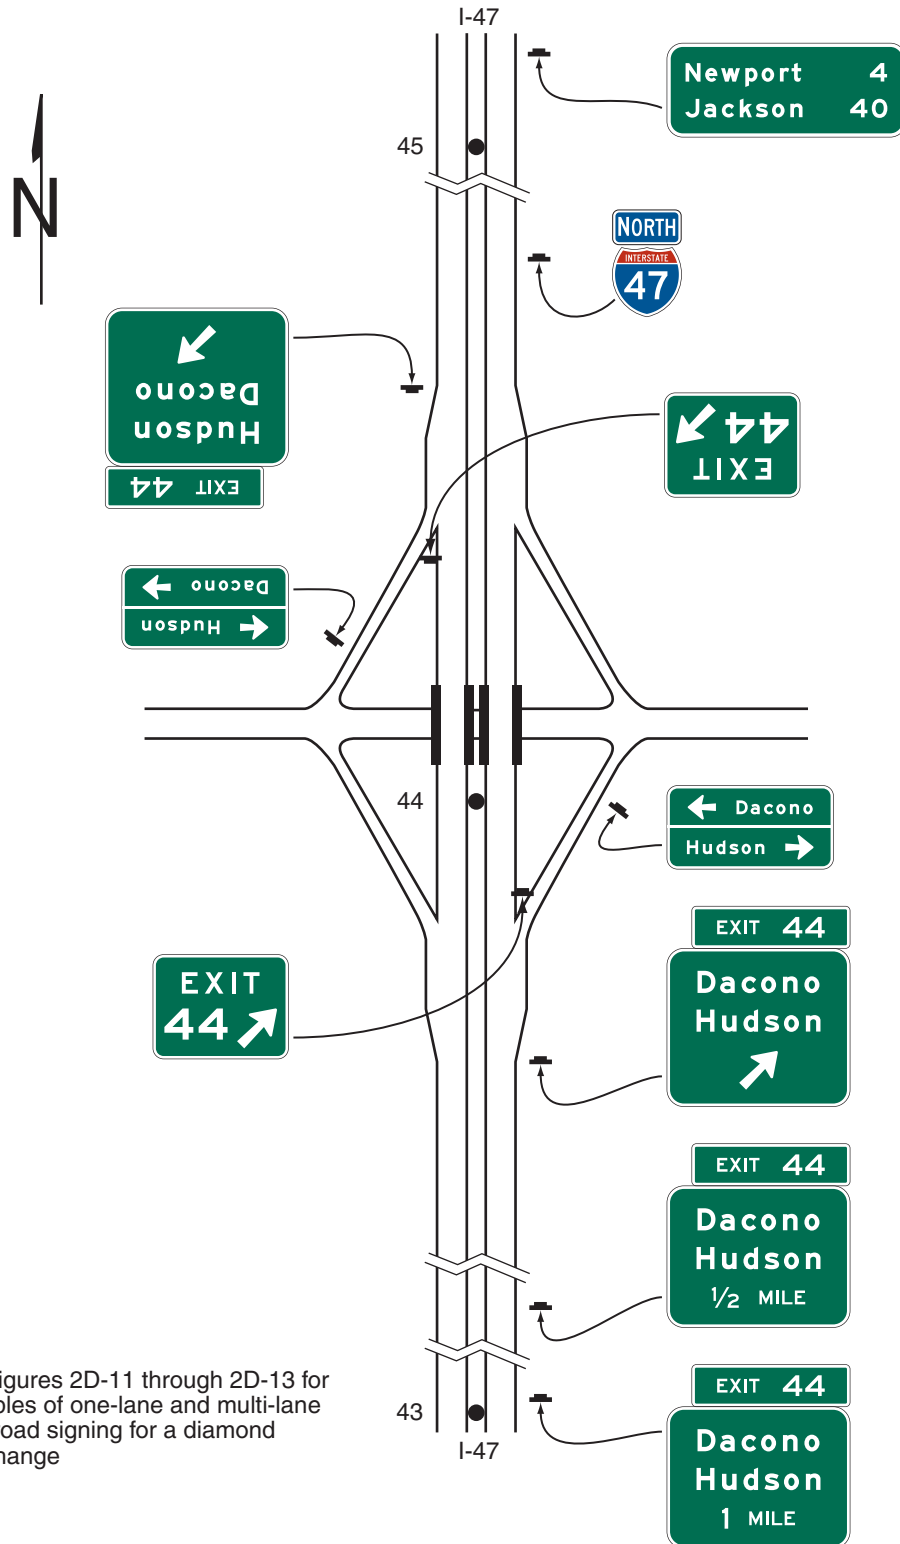 I-47
Newport 4
Jackson 40
45
N
NORTH
INTERSTATE
47
Hudson
Dacono
EXIT 44
EXIT
44
Dacono
Hudson
44
Dacono
Hudson
EXIT 44
Dacono
Hudson
EXIT
44
EXIT 44
Dacono
Hudson
1/2 MILE
EXIT 44
Dacono
Hudson
1 MILE
igures 2D-11 through 2D-13 for
ples of one-lane and multi-lane
road signing for a diamond
hange
43
I-47